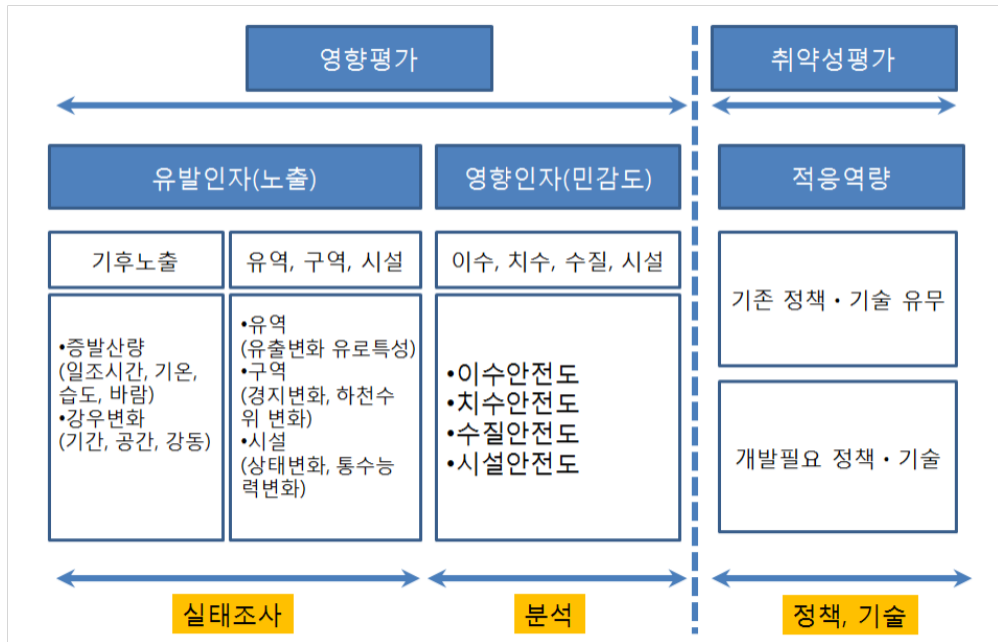 영향평가
취약성평가
유발인자(노출)
영향인자(민감도)
적응역량
기후노출
유역, 구역, 시설
이수, 치수, 수질, 시설
•증발산량
(일조시간, 기온,
습도, 바람)
•강우변화
(기간, 공간, 강동)
•유역
(유출변화 유로특성)
•구역
(경지변화, 하천수
위 변화)
•시설
(상태변화, 통수능
력변화)
•이수안전도
•치수안전도
•수질안전도
•시설안전도
기존 정책・기술 유무
개발필요 정책・기술
실태조사
분석
정책, 기술